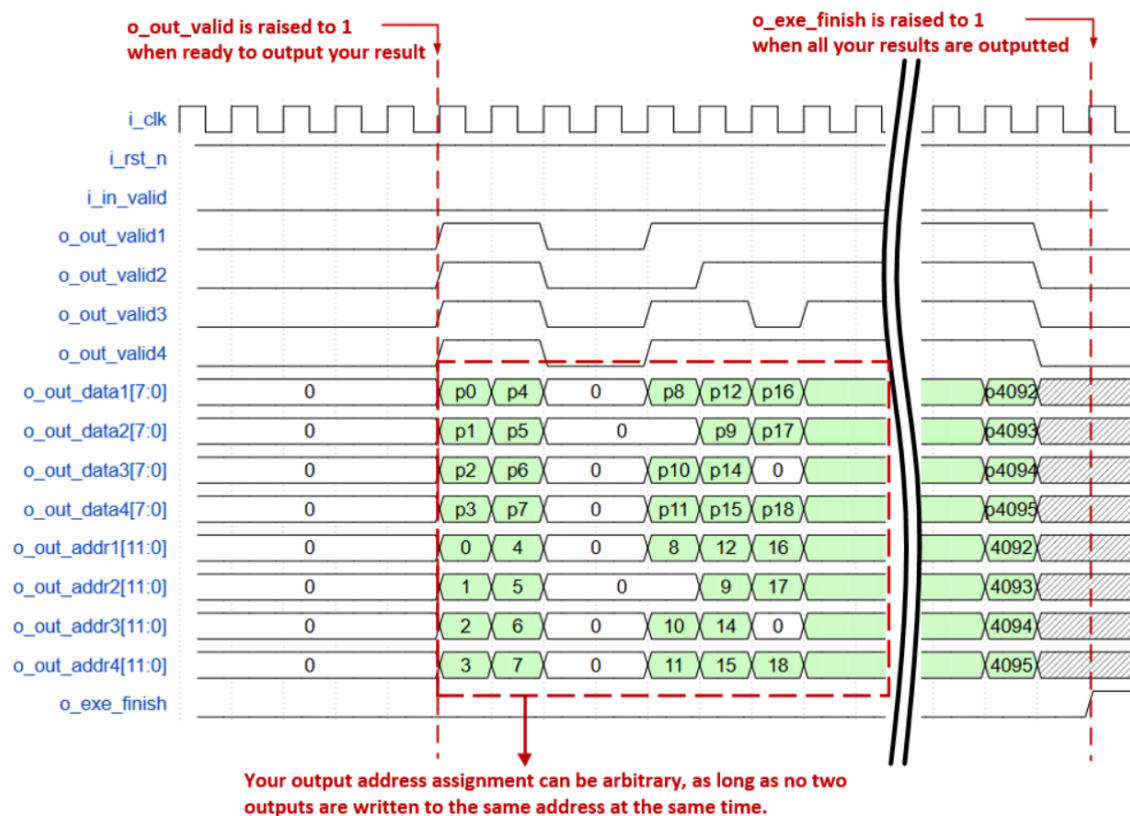 o_out_valid is raised to 1
when ready to output your result
o_exe_finish is raised to 1
when all your results are outputted
i_clk
i_rst_n
i_in_valid
o_out_valid1
o_out_valid2
o_out_valid3
o_out_valid4
o_out_data1[7:0] 0 p0 p4 0 p8 p12 p16 p4092
o_out_data2[7:0] 0 p1 p5 0 p9 p17 p4093
o_out_data3[7:0] 0 p2 p6 0 p10 p14 0 p4094
o_out_data4[7:0] 0 p3 p7 0 p11 p15 p18 p4095
o_out_addr1[11:0] 0 0 4 0 8 12 16 4092
o_out_addr2[11:0] 0 1 5 0 9 17 4093
o_out_addr3[11:0] 0 2 6 0 10 14 0 4094
o_out_addr4[11:0] 0 3 7 0 11 15 18 4095
o_exe_finish
Your output address assignment can be arbitrary, as long as no two
outputs are written to the same address at the same time.